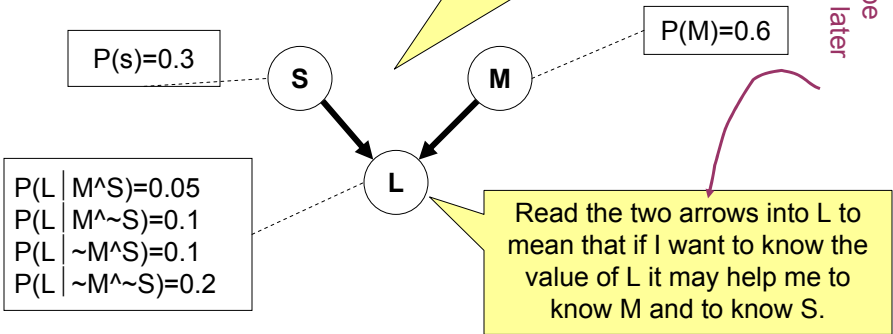 be
later
P(s)=0.3
P(M)=0.6
S
M
L
P(L|M^S)=0.05
P(L|M^~S)=0.1
P(L|~M^S)=0.1
P(L|~M^~S)=0.2
Read the two arrows into L to
mean that if I want to know the
value of L it may help me to
know M and to know S.